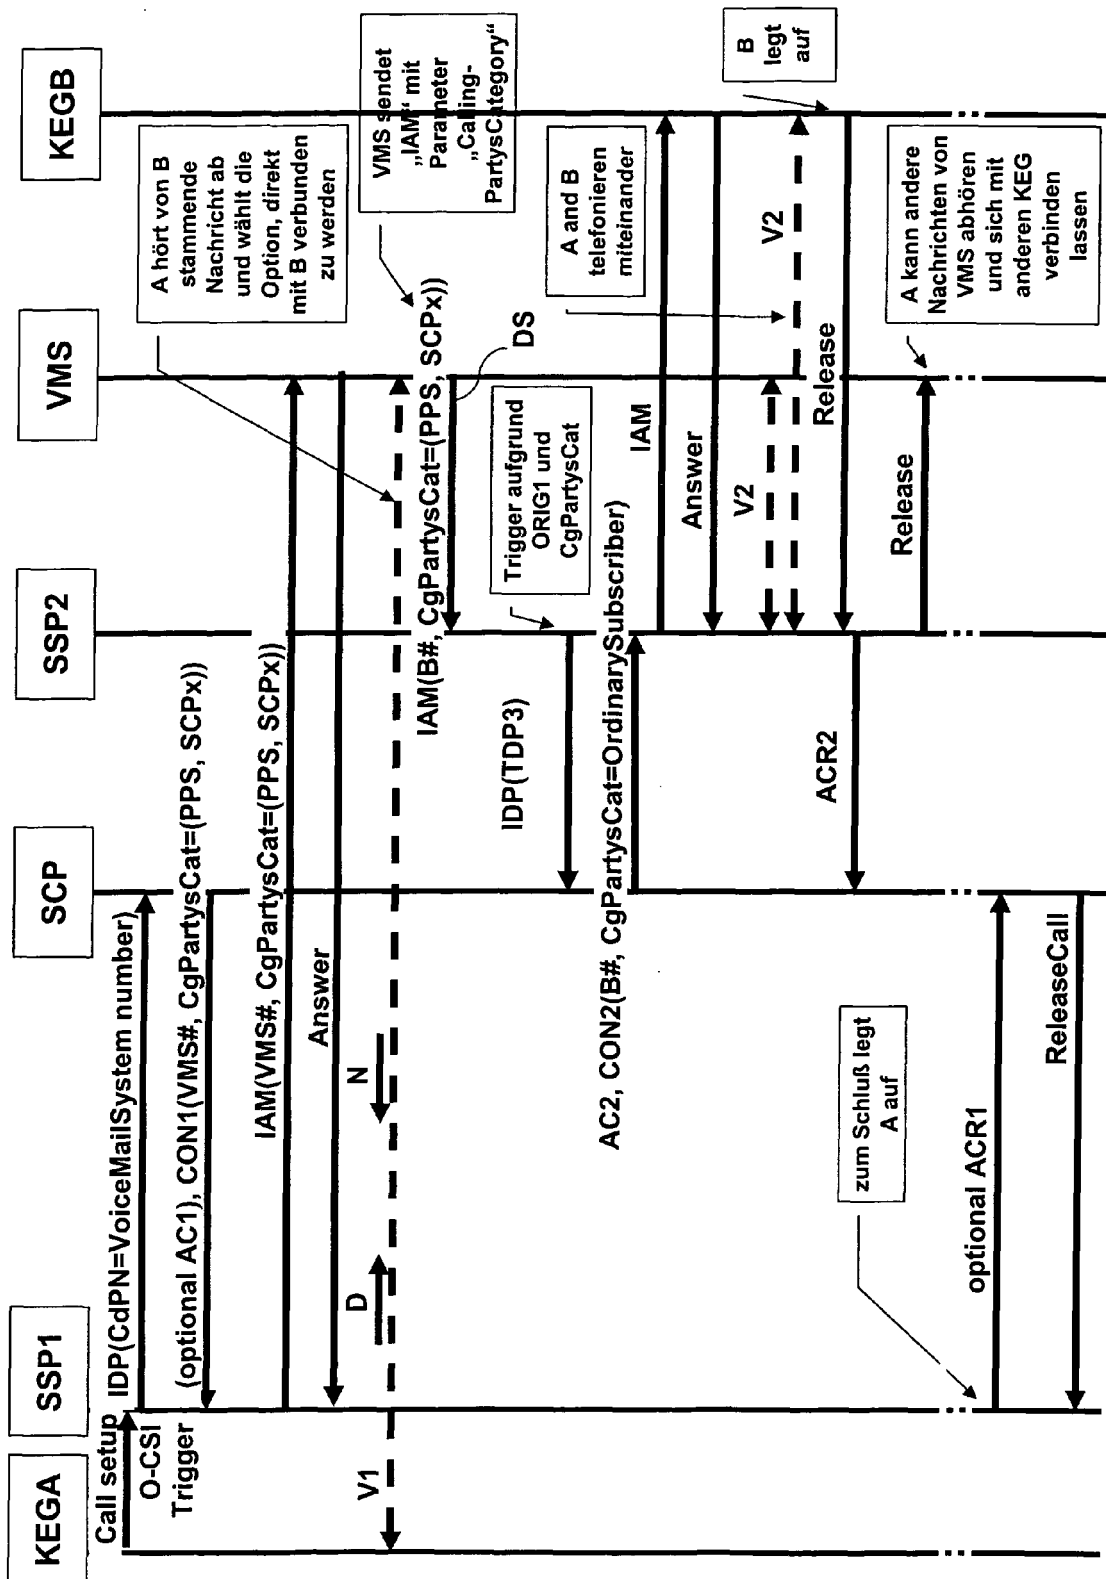 KEGA
SSP1
SCP
SSP2
VMS
KEGB
Call setup
O-CSI
Trigger
IDP(CdPN=VoiceMailSystem number)
(optional AC1), CON1(VMS#, CgPartysCat=(PPS, SCPx))
IAM(VMS#, CgPartysCat=(PPS, SCPx))
Answer
A hört von B
stammende
Nachricht ab
und wählt die
Option, direkt
mit B verbunden
zu werden
V1
D
N
VMS sendet
„IAM“ mit
Parameter
„Calling-
PartysCategory“
IAM(B#, CgPartysCat=(PPS, SCPx))
DS
Trigger aufgrund
ORIG1 und
CgPartysCat
IDP(TDP3)
AC2, CON2(B#, CgPartysCat=OrdinarySubscriber)
IAM
Answer
A and B
telefonieren
miteinander
V2
V2
B
legt
auf
Release
ACR2
Release
A kann andere
Nachrichten von
VMS abhören
und sich mit
anderen KEG
verbinden
lassen
zum Schluß legt
A auf
optional ACR1
ReleaseCall